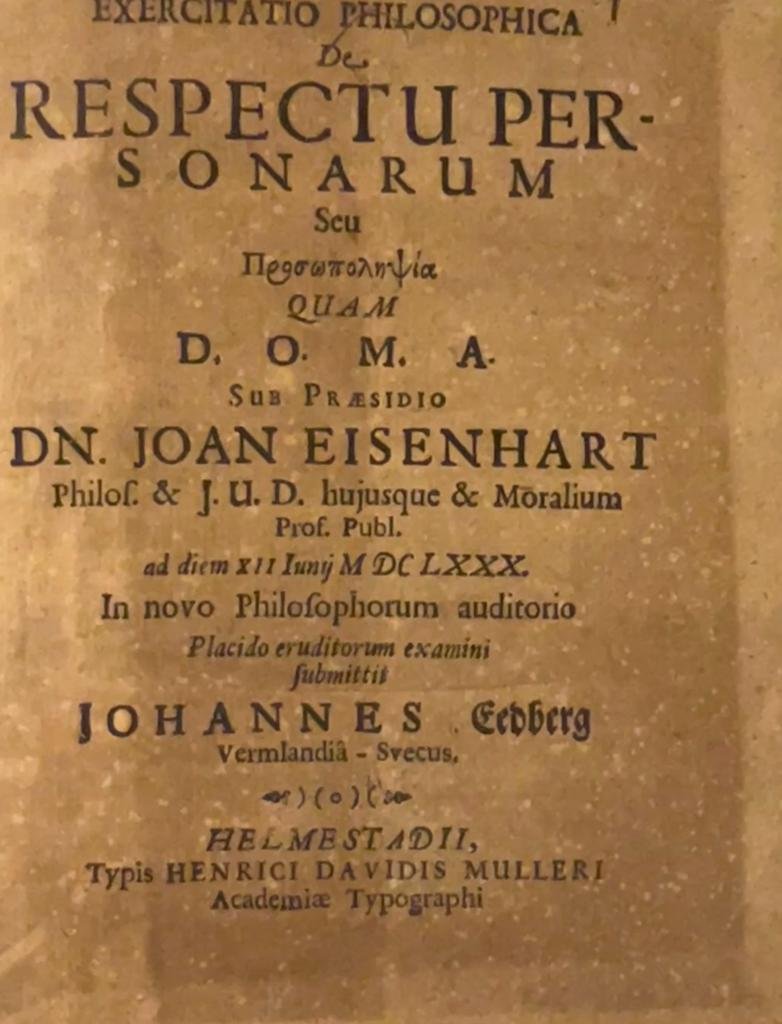 EXERCITATIO PHILOSOPHICA
De
RESPECTU PER-
SONARUM
Seu
Προσωποληψία
QUAM
D. O. M. A.
SUB PRÆSIDIO
DN. JOAN EISENHART
Philoſ. & J. U. D. hujusque & Moralium
Prof. Publ.
ad diem XII Iunij M DC LXXX.
In novo Philoſophorum auditorio
Placido eruditorum examini
ſubmittit
JOHANNES Eedberg
Vermlandiâ - Svecus.
)(o)(
HELMESTADII,
Typis HENRICI DAVIDIS MULLERI
Academiæ Typographi